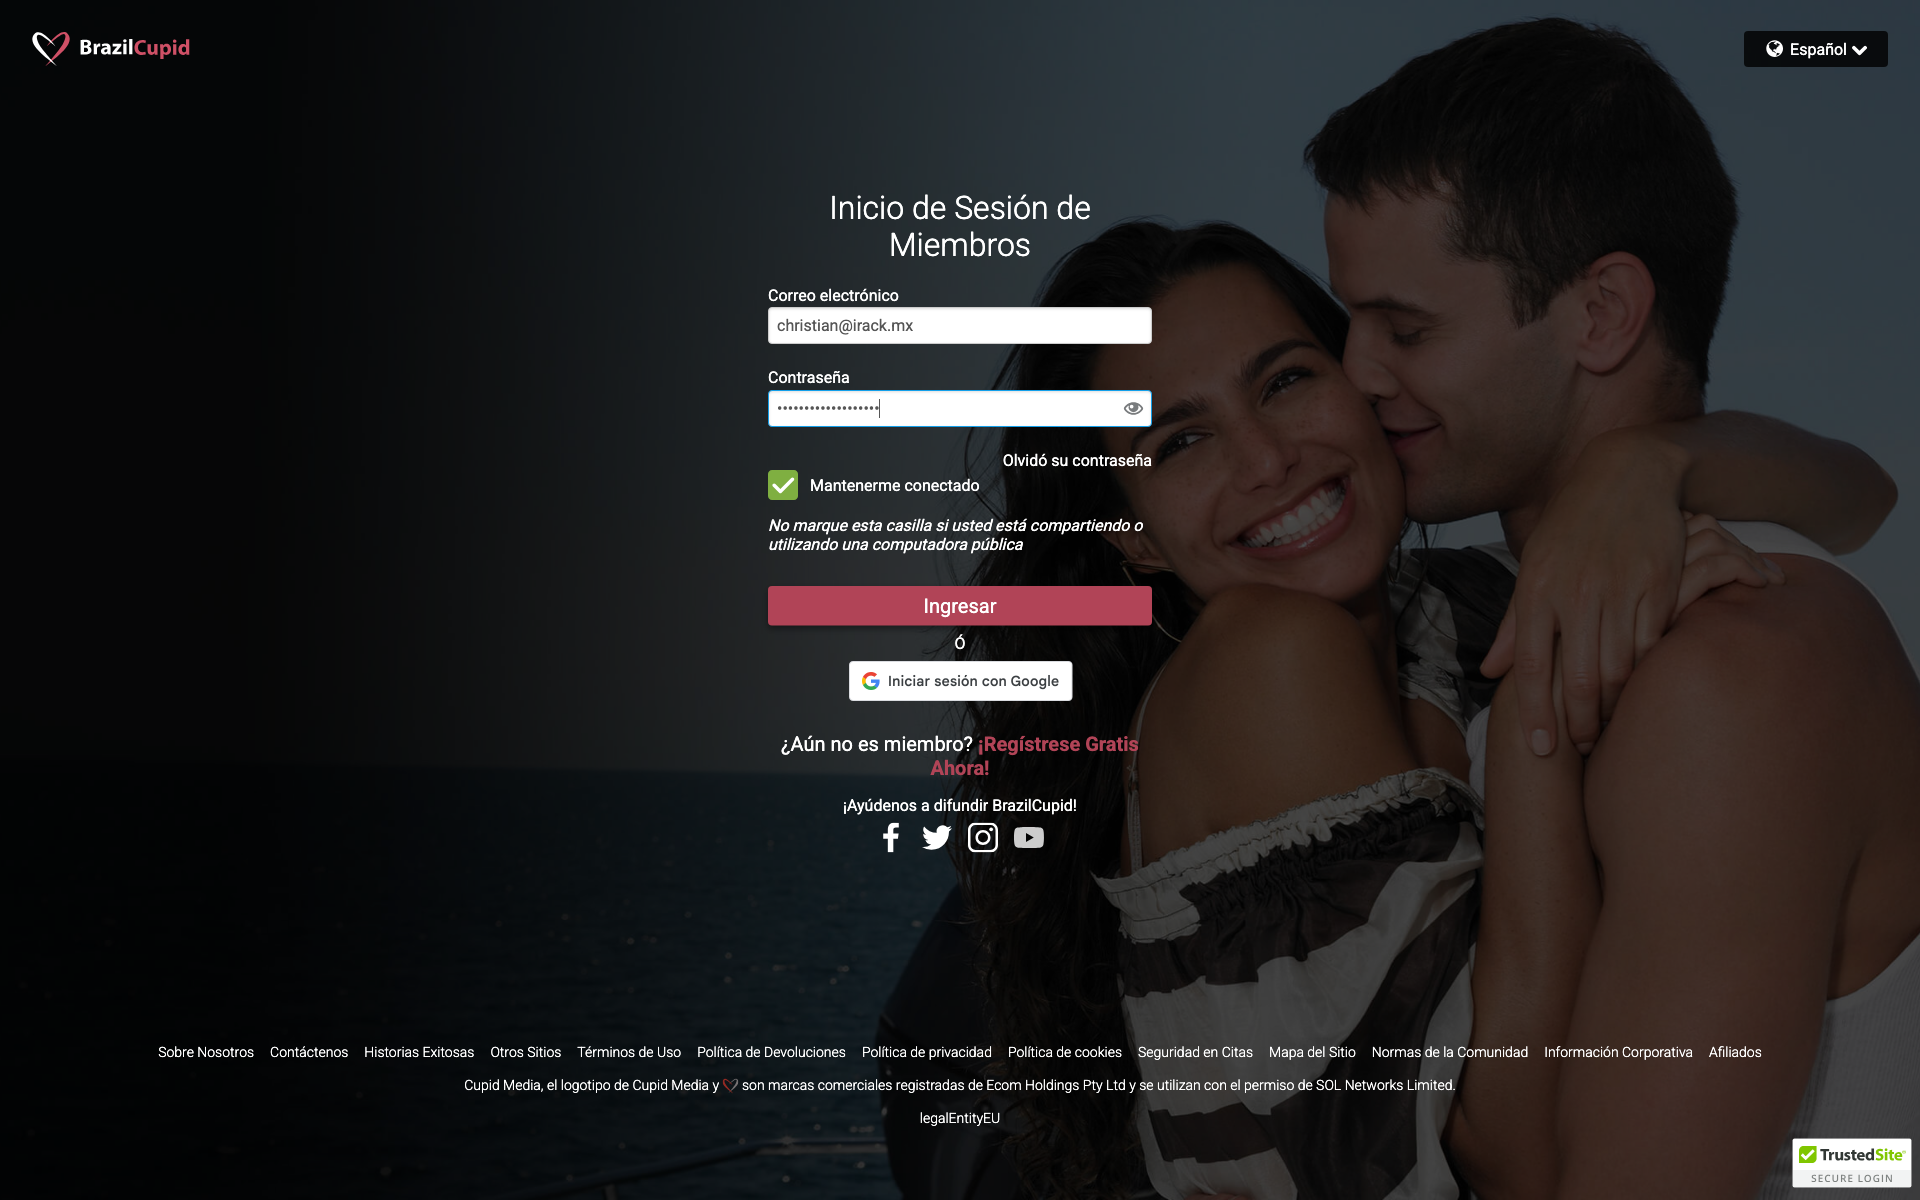 BrazilCupid
Español
Inicio de Sesión de
Miembros
Correo electrónico
christian@irack.mx
Contraseña
•••••••••••••••••••
Olvidó su contraseña
Mantenerme conectado
No marque esta casilla si usted está compartiendo o
utilizando una computadora pública
Ingresar
Ó
Iniciar sesión con Google
¿Aún no es miembro? ¡Regístrese Gratis
Ahora!
¡Ayúdenos a difundir BrazilCupid!
Sobre Nosotros Contáctenos Historias Exitosas Otros Sitios Términos de Uso Política de Devoluciones Política de privacidad Política de cookies Seguridad en Citas Mapa del Sitio Normas de la Comunidad Información Corporativa Afiliados
Cupid Media, el logotipo de Cupid Media y son marcas comerciales registradas de Ecom Holdings Pty Ltd y se utilizan con el permiso de SOL Networks Limited.
legalEntityEU
TrustedSite
SECURE LOGIN